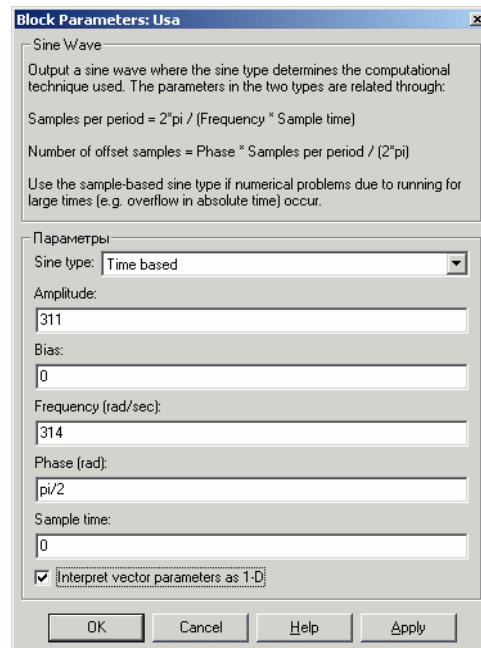 Block Parameters: Usa
Sine Wave
Output a sine wave where the sine type determines the computational
technique used. The parameters in the two types are related through:
Samples per period = 2*pi / (Frequency * Sample time)
Number of offset samples = Phase * Samples per period / (2*pi)
Use the sample-based sine type if numerical problems due to running for
large times (e.g. overflow in absolute time) occur.
Параметры
Sine type: Time based
Amplitude:
311
Bias:
0
Frequency (rad/sec):
314
Phase (rad):
pi/2
Sample time:
0
Interpret vector parameters as 1-D
OK Cancel Help Apply